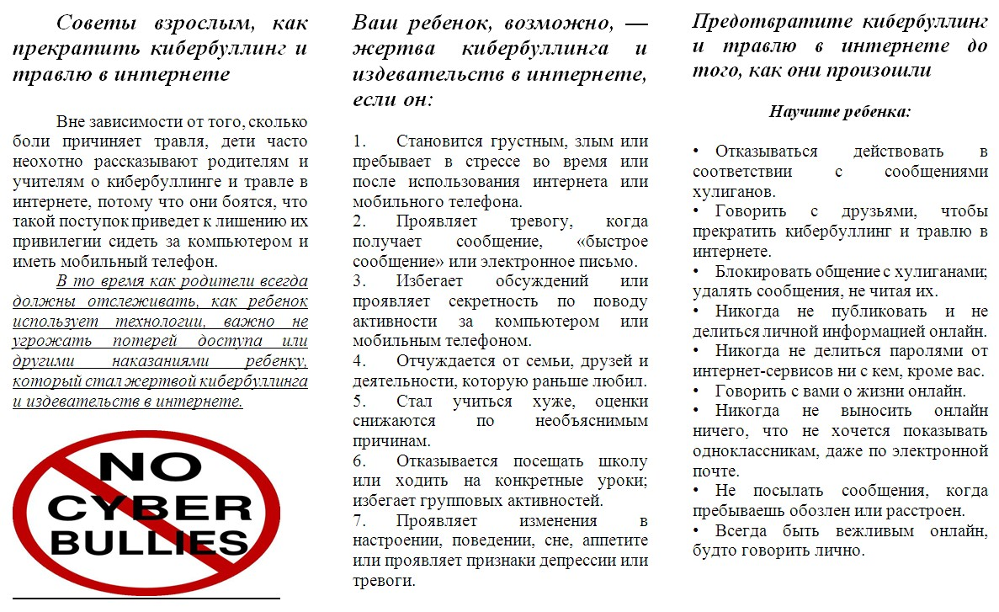 Советы взрослым, как
прекратить кибербуллинг и
травлю в интернете
Вне зависимости от того, сколько
боли причиняет травля, дети часто
неохотно рассказывают родителям и
учителям о кибербуллинге и травле в
интернете, потому что они боятся, что
такой поступок приведет к лишению их
привилегии сидеть за компьютером и
иметь мобильный телефон.
В то время как родители всегда
должны отслеживать, как ребенок
использует технологии, важно не
угрожать потерей доступа или
другими наказаниями ребенку,
который стал жертвой кибербуллинга
и издевательств в интернете.
NO
CYBER
BULLIES
Ваш ребенок, возможно, —
жертва кибербуллинга и
издевательств в интернете,
если он:
1. Становится грустным, злым или
пребывает в стрессе во время или
после использования интернета или
мобильного телефона.
2. Проявляет тревогу, когда
получает сообщение, «быстрое
сообщение» или электронное письмо.
3. Избегает обсуждений или
проявляет секретность по поводу
активности за компьютером или
мобильным телефоном.
4. Отчуждается от семьи, друзей и
деятельности, которую раньше любил.
5. Стал учиться хуже, оценки
снижаются по необъяснимым
причинам.
6. Отказывается посещать школу
или ходить на конкретные уроки;
избегает групповых активностей.
7. Проявляет изменения в
настроении, поведении, сне, аппетите
или проявляет признаки депрессии или
тревоги.
Предотвратите кибербуллинг
и травлю в интернете до
того, как они произошли
Научите ребенка:
• Отказываться действовать в
соответствии с сообщениями
хулиганов.
• Говорить с друзьями, чтобы
прекратить кибербуллинг и травлю в
интернете.
• Блокировать общение с хулиганами;
удалять сообщения, не читая их.
• Никогда не публиковать и не
делиться личной информацией онлайн.
• Никогда не делиться паролями от
интернет-сервисов ни с кем, кроме вас.
• Говорить с вами о жизни онлайн.
• Никогда не выносить онлайн
ничего, что не хочется показывать
одноклассникам, даже по электронной
почте.
• Не посылать сообщения, когда
пребываешь обозлен или расстроен.
• Всегда быть вежливым онлайн,
будто говорить лично.